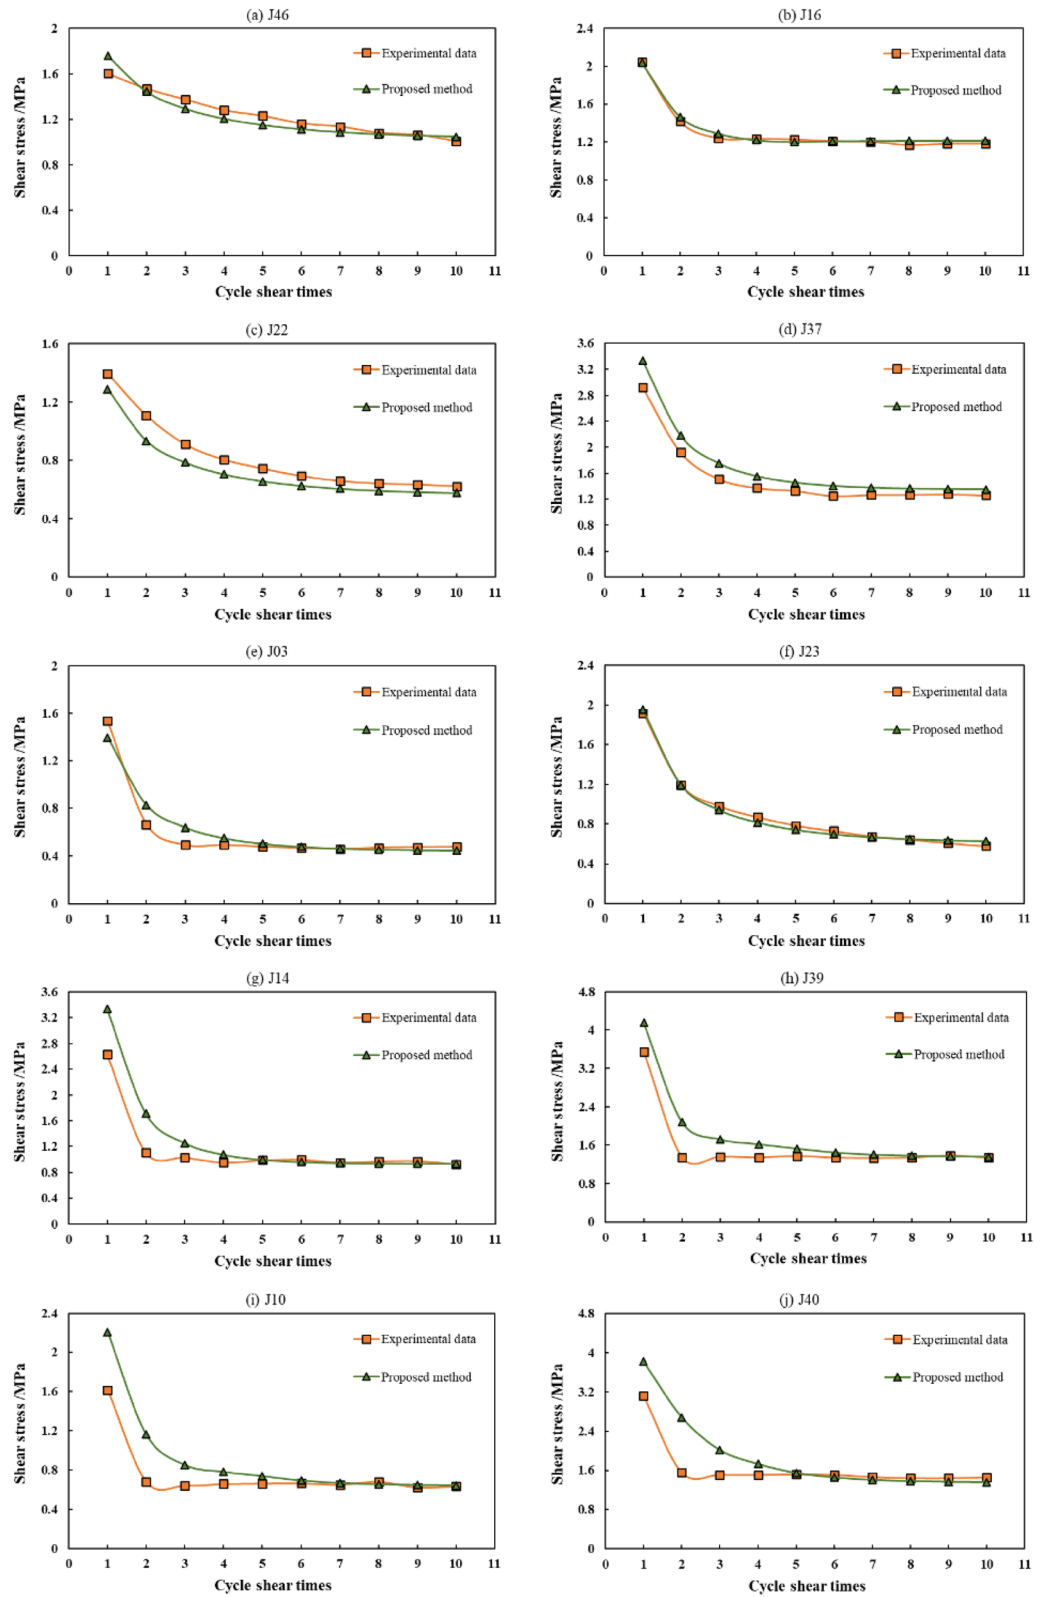 (a) J46
2
1.6
1.2
0.8
0.4
0
Shear stress /MPa
Experimental data
Proposed method
0 1 2 3 4 5 6 7 8 9 10 11
Cycle shear times
(b) J16
2.4
2
1.6
1.2
0.8
0.4
0
Shear stress /MPa
Experimental data
Proposed method
0 1 2 3 4 5 6 7 8 9 10 11
Cycle shear times
(c) J22
1.6
1.2
0.8
0.4
0
Shear stress /MPa
Experimental data
Proposed method
0 1 2 3 4 5 6 7 8 9 10 11
Cycle shear times
(d) J37
3.6
3.2
2.8
2.4
2
1.6
1.2
0.8
0.4
0
Shear stress /MPa
Experimental data
Proposed method
0 1 2 3 4 5 6 7 8 9 10 11
Cycle shear times
(e) J03
2
1.6
1.2
0.8
0.4
0
Shear stress /MPa
Experimental data
Proposed method
0 1 2 3 4 5 6 7 8 9 10 11
Cycle shear times
(f) J23
2.4
2
1.6
1.2
0.8
0.4
0
Shear stress /MPa
Experimental data
Proposed method
0 1 2 3 4 5 6 7 8 9 10 11
Cycle shear times
(g) J14
3.6
3.2
2.8
2.4
2
1.6
1.2
0.8
0.4
0
Shear stress /MPa
Experimental data
Proposed method
0 1 2 3 4 5 6 7 8 9 10 11
Cycle shear times
(h) J39
4.8
4
3.2
2.4
1.6
0.8
0
Shear stress /MPa
Experimental data
Proposed method
0 1 2 3 4 5 6 7 8 9 10 11
Cycle shear times
(i) J10
2.4
2
1.6
1.2
0.8
0.4
0
Shear stress /MPa
Experimental data
Proposed method
0 1 2 3 4 5 6 7 8 9 10 11
Cycle shear times
(j) J40
4.8
4
3.2
2.4
1.6
0.8
0
Shear stress /MPa
Experimental data
Proposed method
0 1 2 3 4 5 6 7 8 9 10 11
Cycle shear times